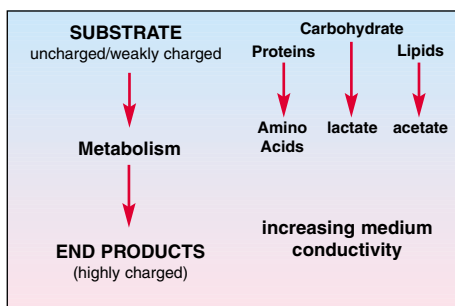 SUBSTRATE
uncharged/weakly charged
Metabolism
END PRODUCTS
(highly charged)
Carbohydrate
Proteins
Lipids
Amino
Acids
lactate
acetate
increasing medium
conductivity